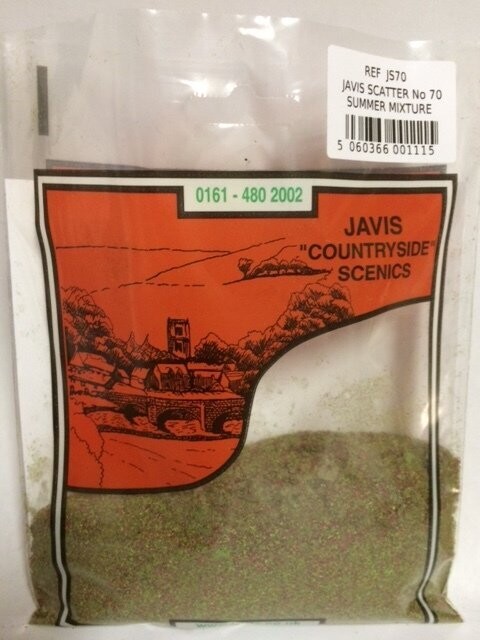 REF JS70
JAVIS SCATTER No 70
SUMMER MIXTURE
5 060366 001115
0161 - 480 2002
JAVIS
"COUNTRYSIDE"
SCENICS